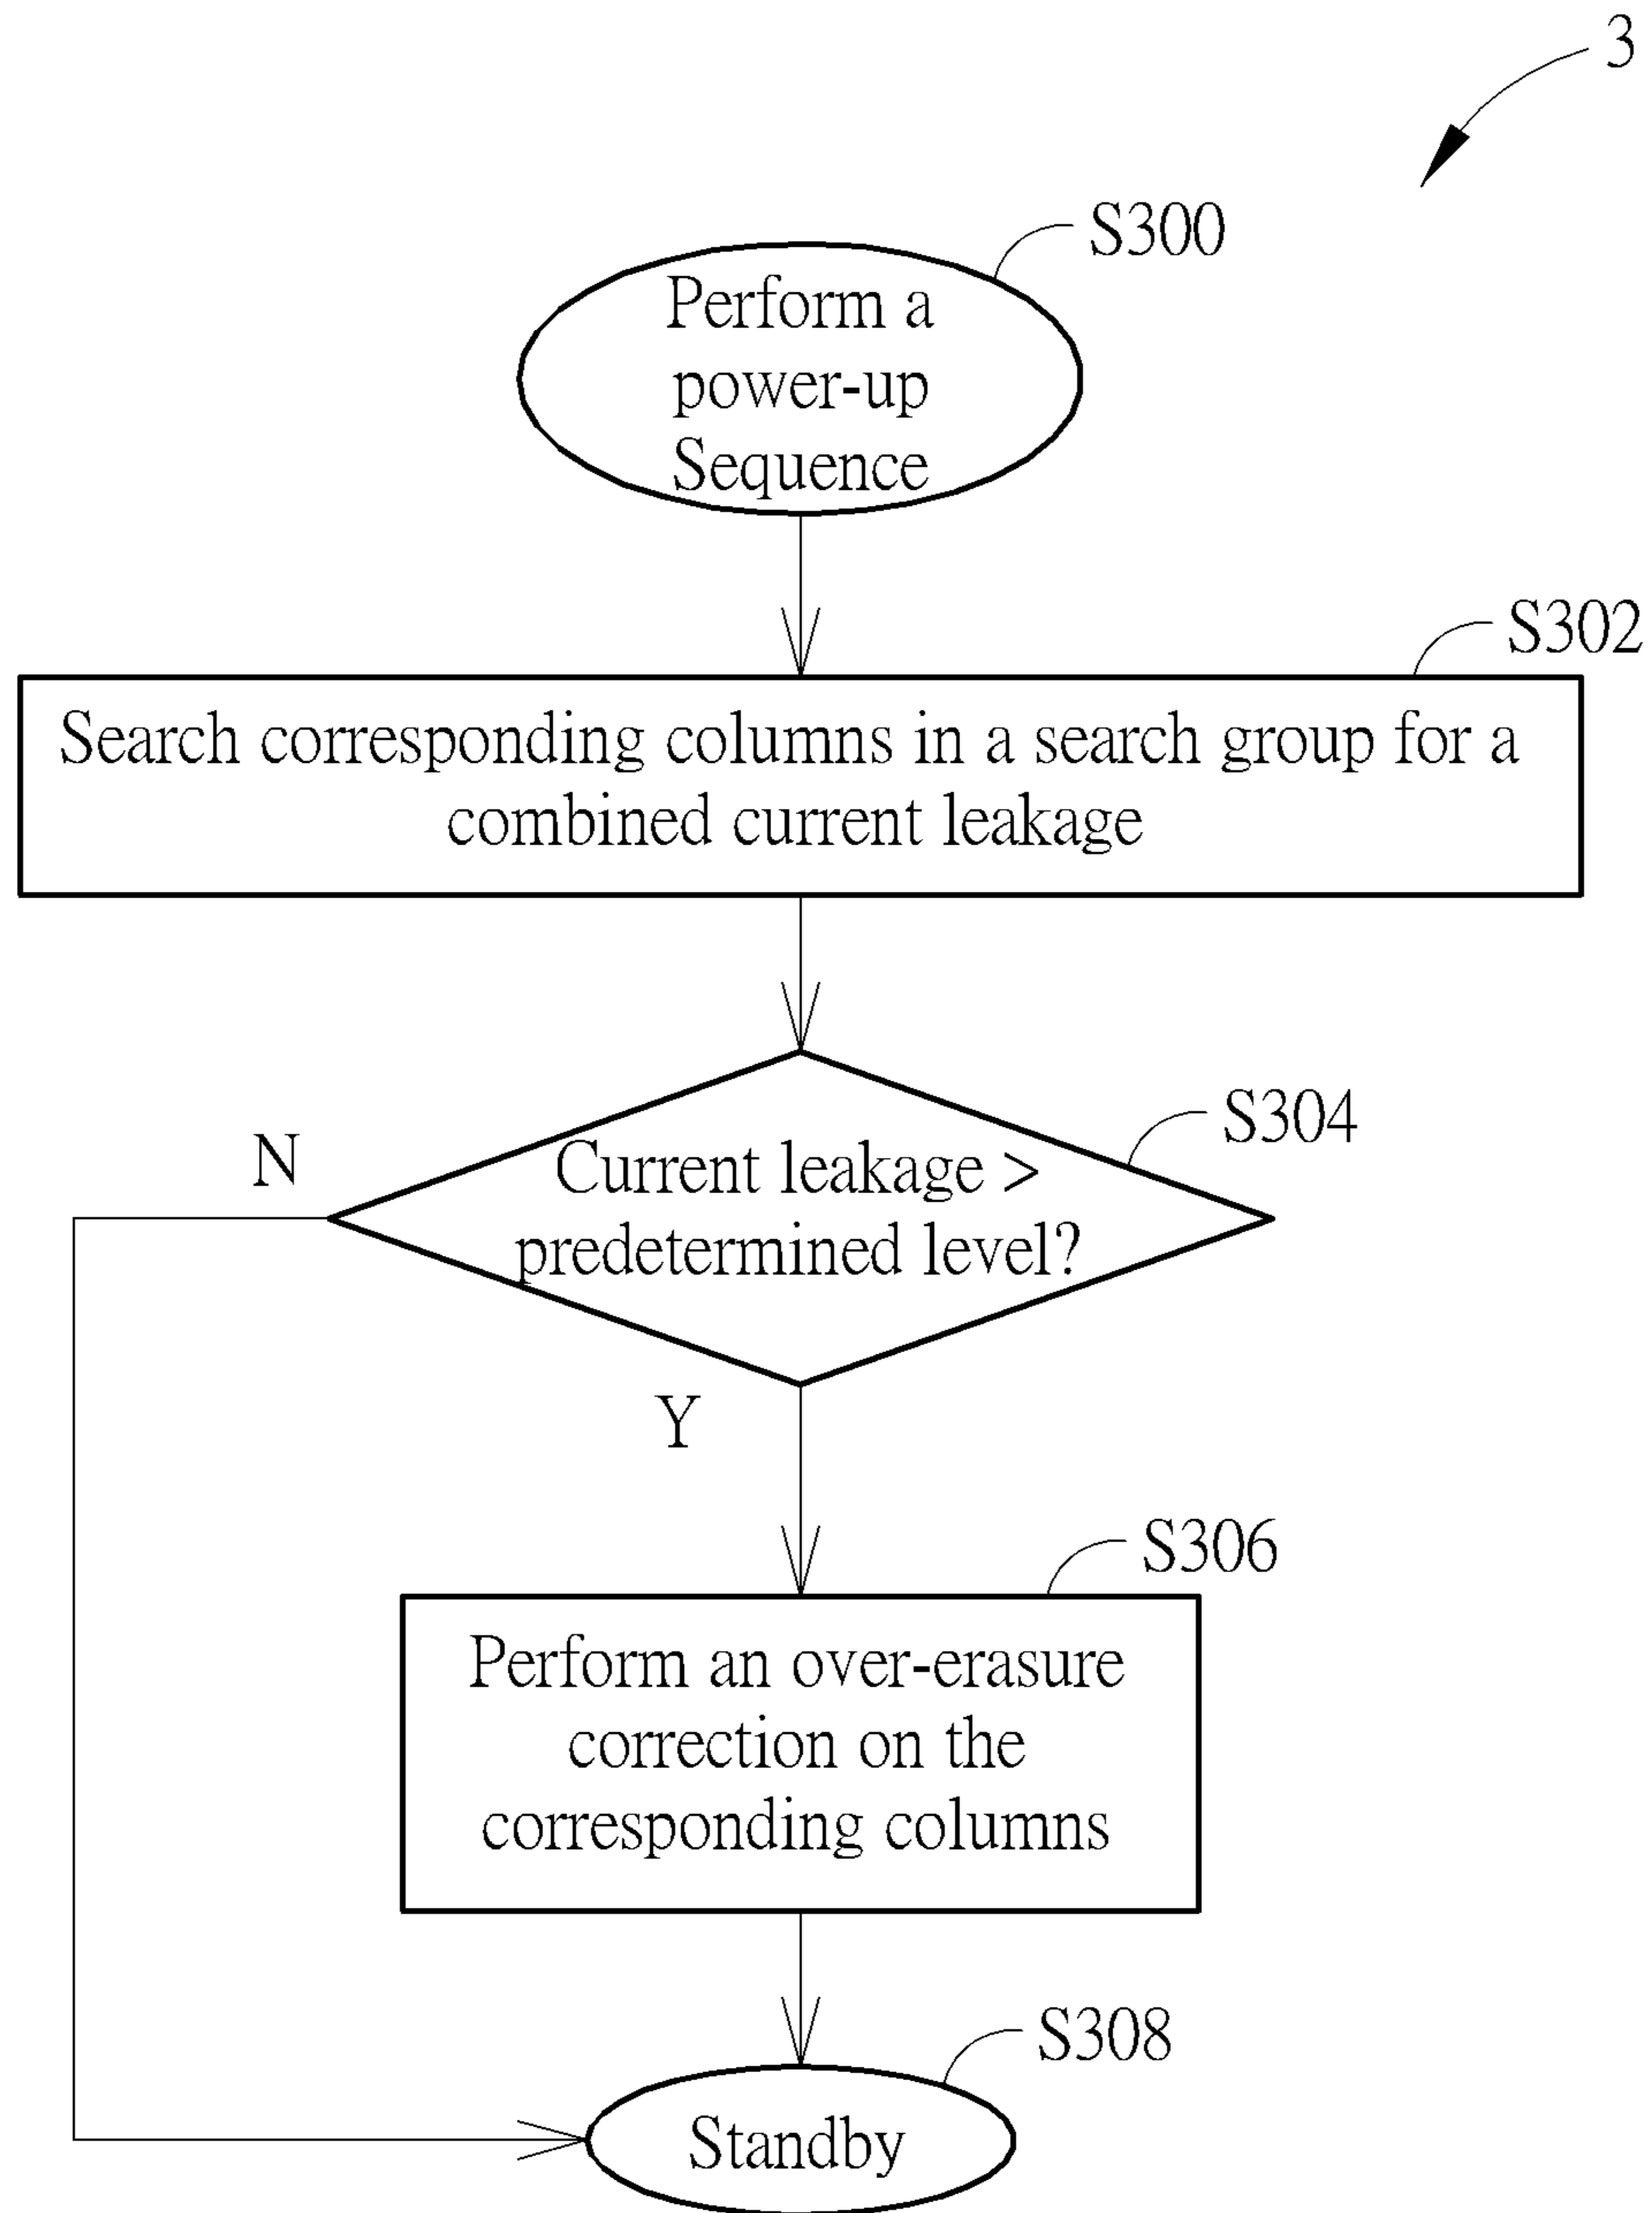 3
S300
Perform a
power-up
Sequence
S302
Search corresponding columns in a search group for a
combined current leakage
S304
N
Current leakage >
predetermined level?
Y
S306
Perform an over-erasure
correction on the
corresponding columns
S308
Standby